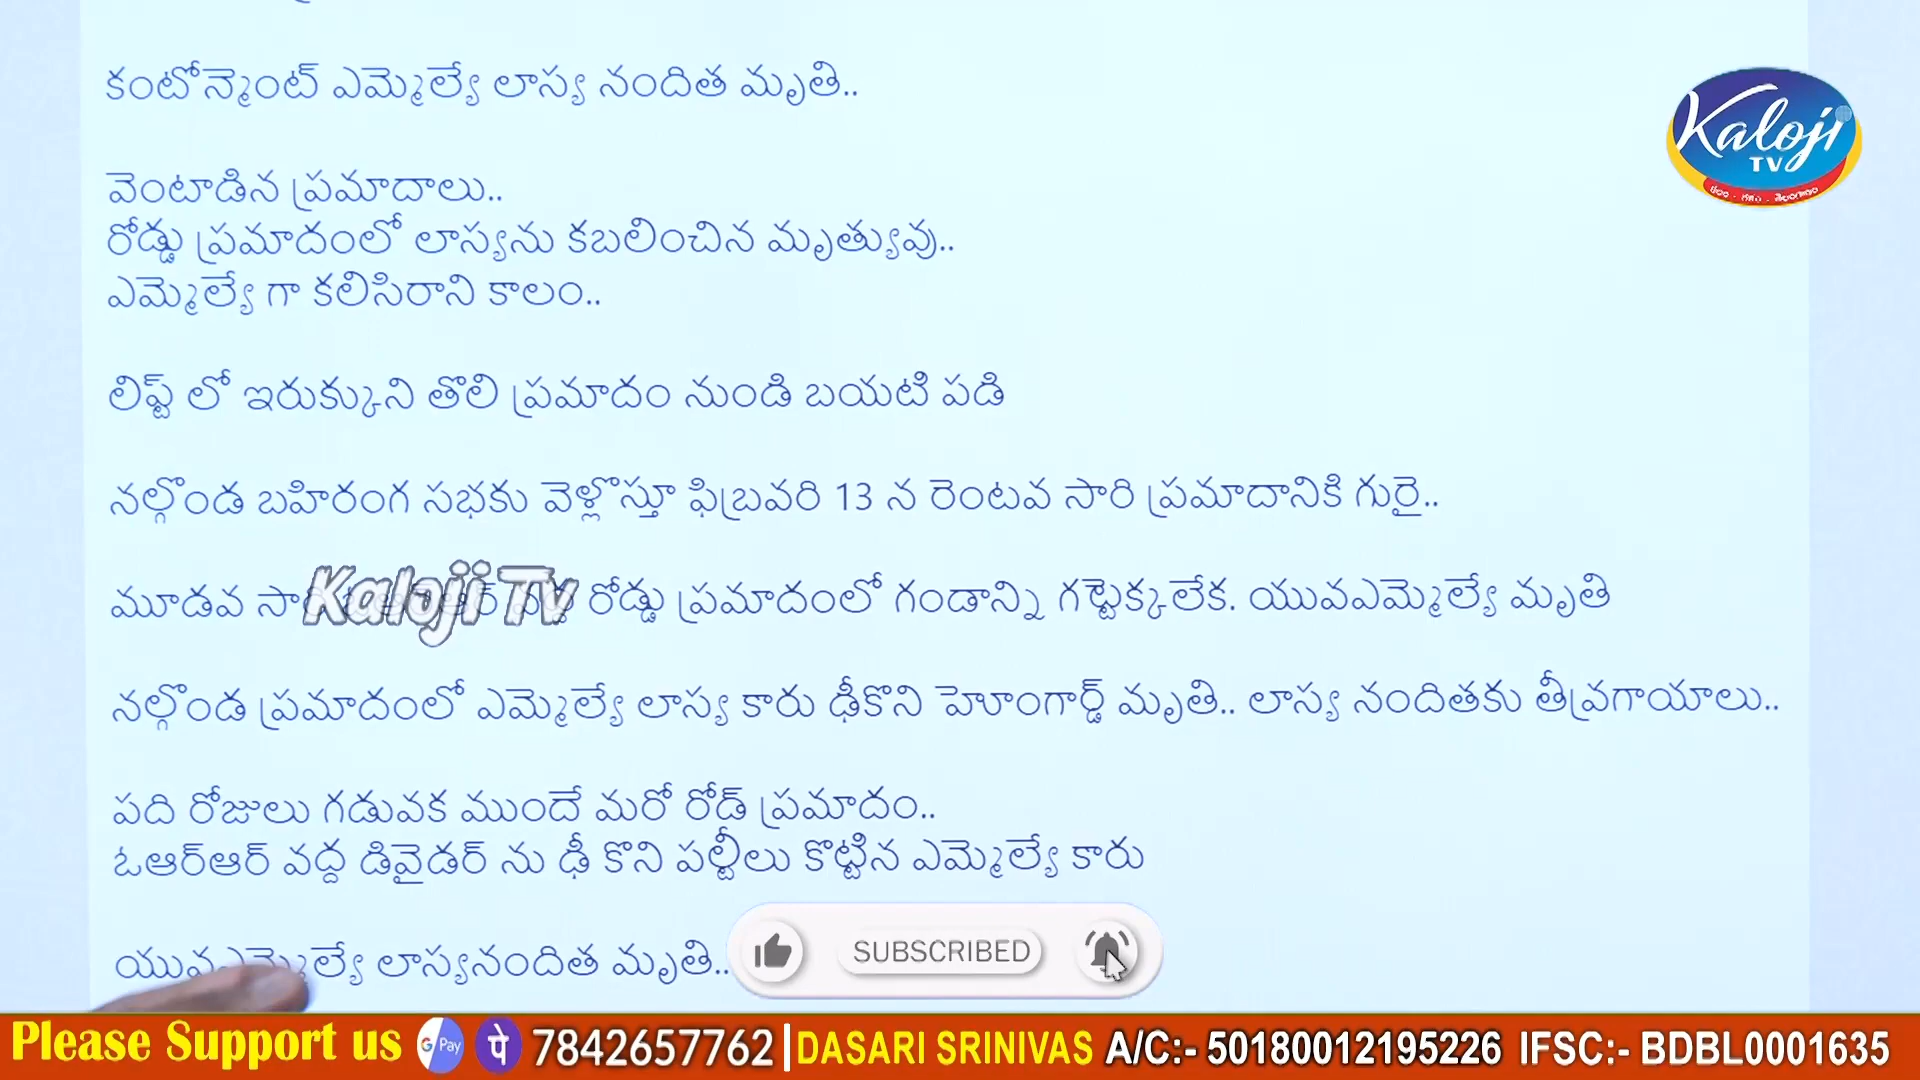 కంటోన్మెంట్ ఎమ్మెల్యే లాస్య నందిత మృతి..
Kaloji
TV
వెంటాడిన ప్రమాదాలు..
రోడ్డు ప్రమాదంలో లాస్యను కబలించిన మృత్యువు..
ఎమ్మెల్యే గా కలిసిరాని కాలం..
లిఫ్ట్ లో ఇరుక్కుని తొలి ప్రమాదం నుండి బయటి పడి
నల్గొండ బహిరంగ సభకు వెళ్లొస్తూ ఫిబ్రవరి 13 న రెంటవ సారి ప్రమాదానికి గురై..
మూడవ రోడ్డు ప్రమాదంలో గండాన్ని గట్టెక్కలేక. యువఎమ్మెల్యే మృతి
Kaloji Tv
నల్గొండ ప్రమాదంలో ఎమ్మెల్యే లాస్య కారు ఢీకొని హెూంగార్డ్ మృతి.. లాస్య నందితకు తీవ్రగాయాలు..
పది రోజులు గడువక ముందే మరో రోడ్ ప్రమాదం..
ఓఆర్ఆర్ వద్ద డివైడర్ ను ఢీ కొని పల్టీలు కొట్టిన ఎమ్మెల్యే కారు
యువఎమ్మెల్యే లాస్యనందిత మృతి..
SUBSCRIBED
Please Support us G Pay పే 7842657762 | DASARI SRINIVAS A/C:- 50180012195226 IFSC:- BDBL0001635